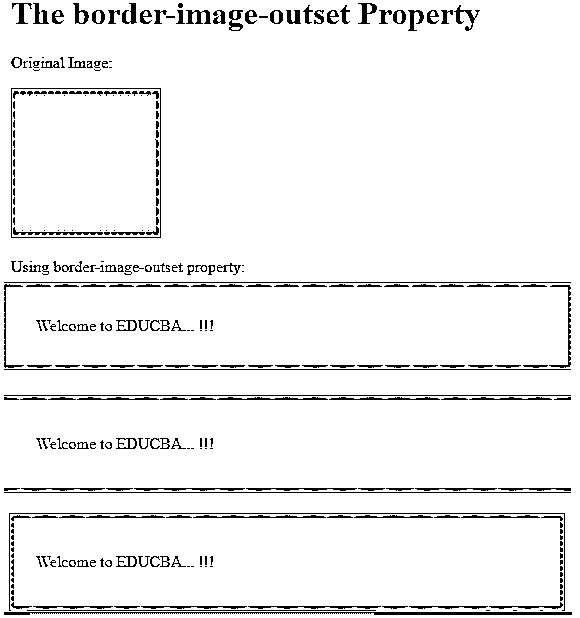 The border-image-outset Property
Original Image:
Using border-image-outset property:
Welcome to EDUCBA... !!!
Welcome to EDUCBA... !!!
Welcome to EDUCBA... !!!